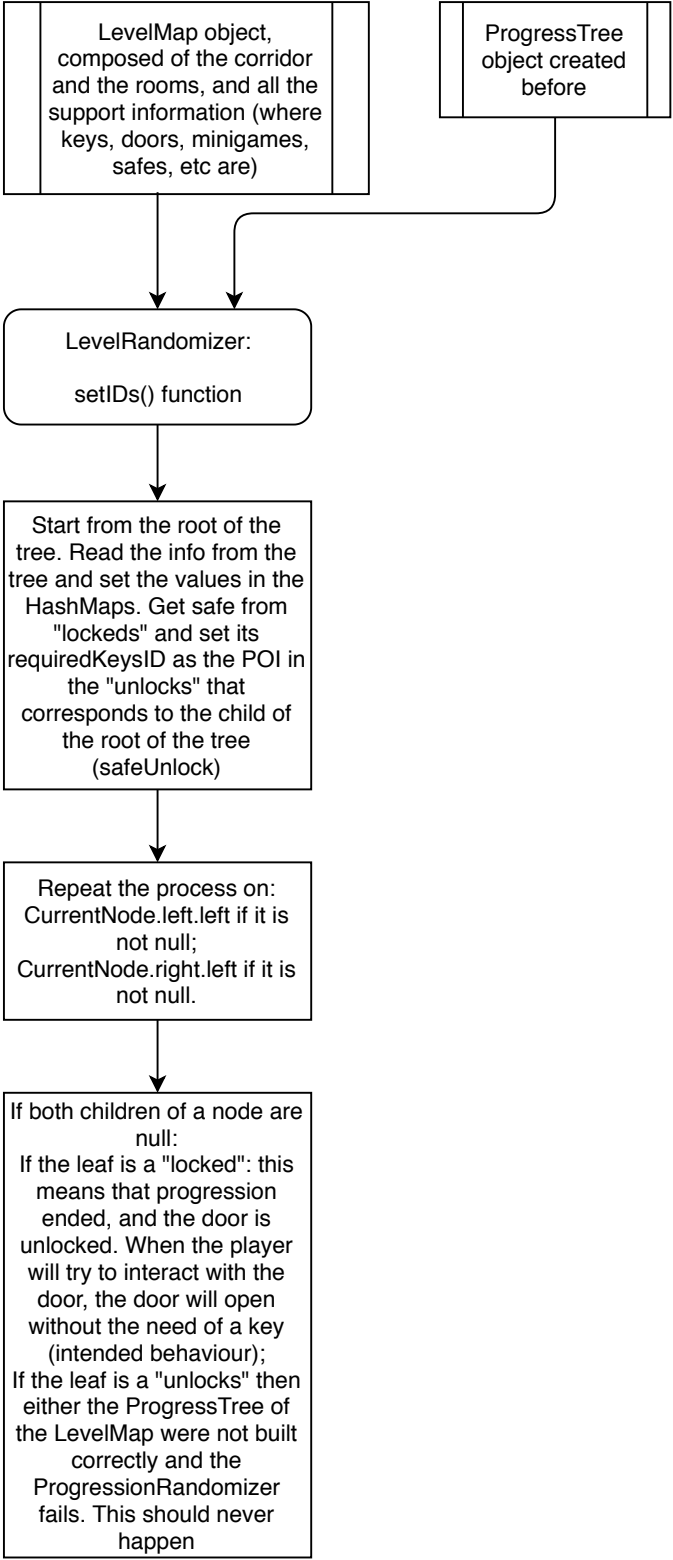 LevelMap object,
composed of the corridor
and the rooms, and all the
support information (where
keys, doors, minigames,
safes, etc are)
ProgressTree
object created
before
LevelRandomizer:
setIDs() function
Start from the root of the
tree. Read the info from the
tree and set the values in the
HashMaps. Get safe from
"lockeds" and set its
requiredKeysID as the POI in
the "unlocks" that
corresponds to the child of
the root of the tree
(safeUnlock)
Repeat the process on:
CurrentNode.left.left if it is
not null;
CurrentNode.right.left if it is
not null.
If both children of a node are
null:
If the leaf is a "locked": this
means that progression
ended, and the door is
unlocked. When the player
will try to interact with the
door, the door will open
without the need of a key
(intended behaviour);
If the leaf is a "unlocks" then
either the ProgressTree of
the LevelMap were not built
correctly and the
ProgressionRandomizer
fails. This should never
happen